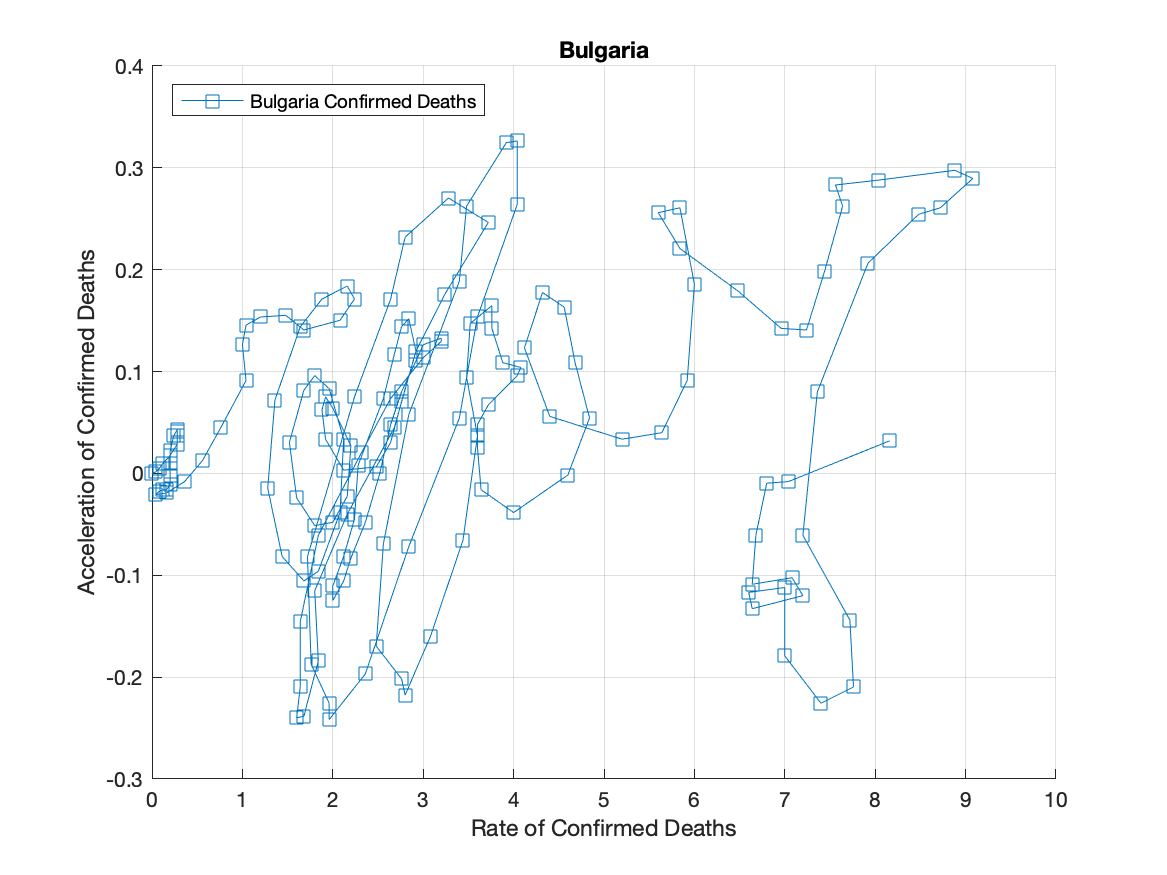 Bulgaria
Bulgaria Confirmed Deaths
Acceleration of Confirmed Deaths
0.4
0.3
0.2
0.1
0
-0.1
-0.2
-0.3
0 1 2 3 4 5 6 7 8 9 10
Rate of Confirmed Deaths